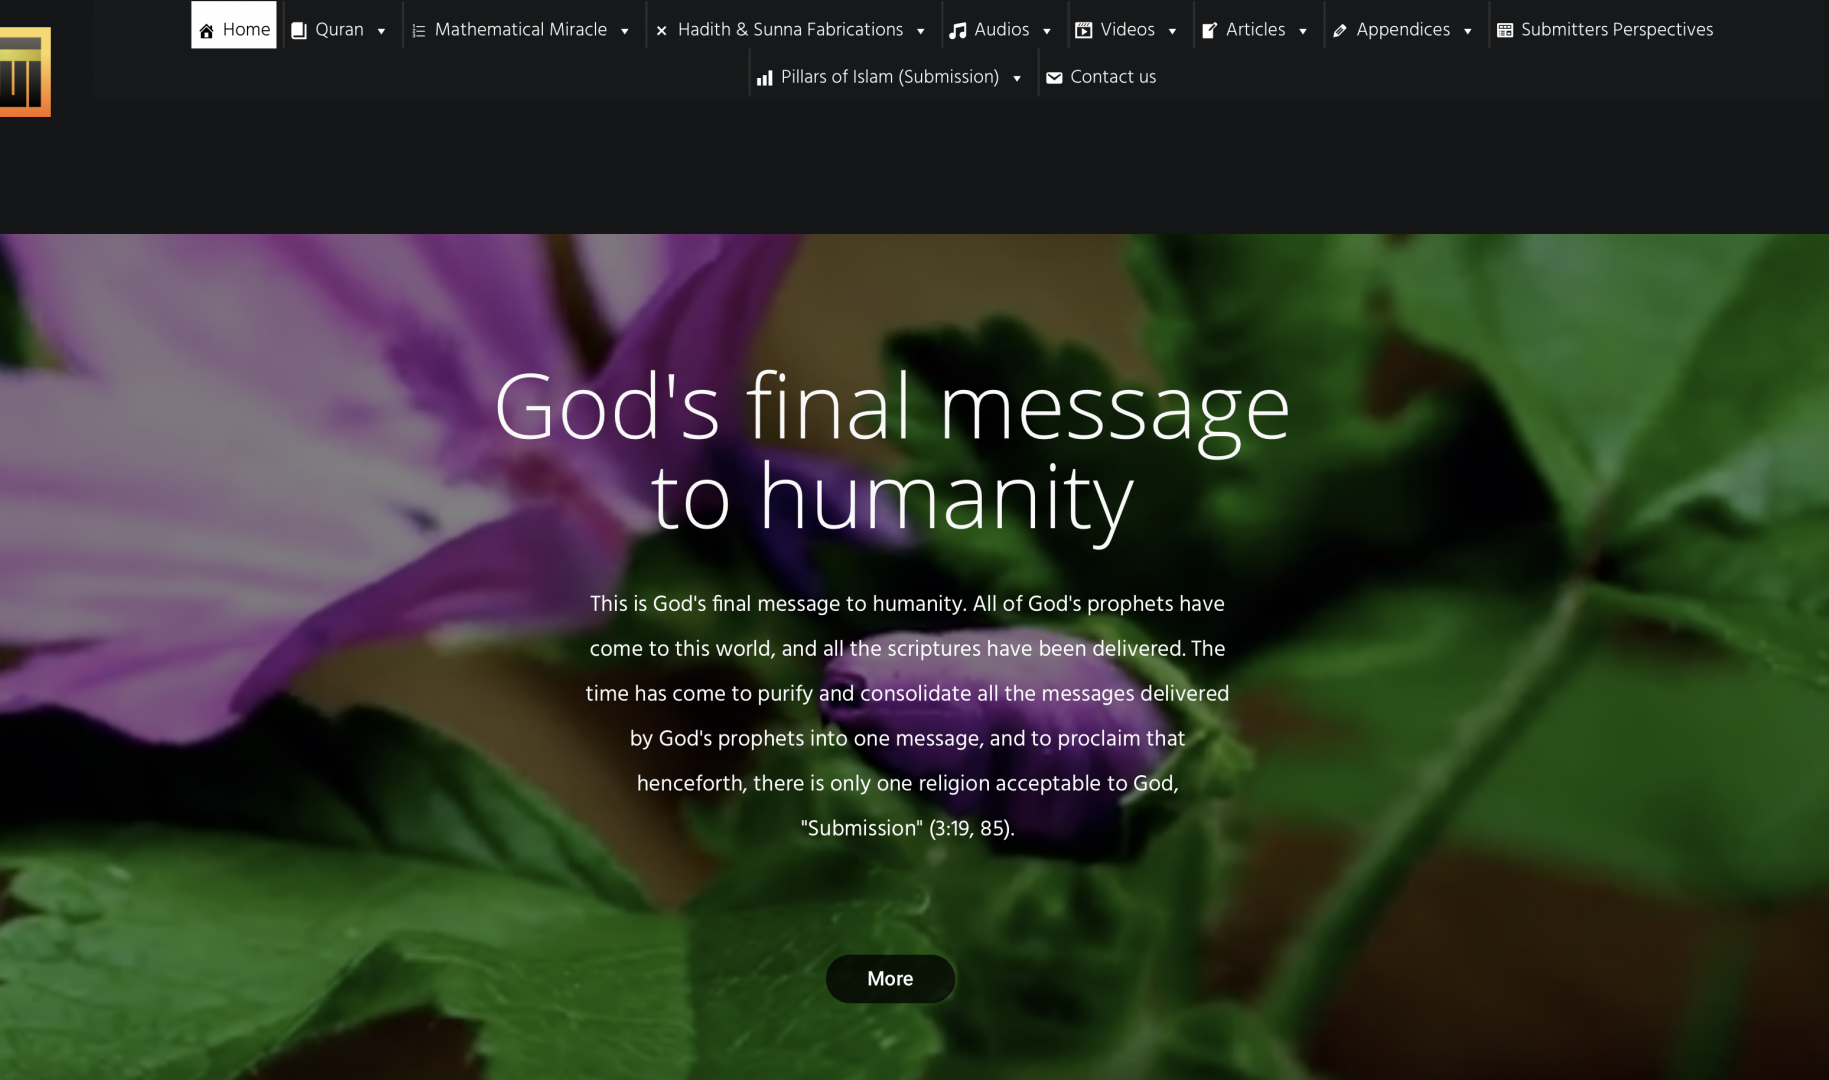 Home Quran Mathematical Miracle Hadith & Sunna Fabrications Audios Videos Articles Appendices Submitters Perspectives
Pillars of Islam (Submission) Contact us
God's final message
to humanity
This is God's final message to humanity. All of God's prophets have
come to this world, and all the scriptures have been delivered. The
time has come to purify and consolidate all the messages delivered
by God's prophets into one message, and to proclaim that
henceforth, there is only one religion acceptable to God,
"Submission" (3:19, 85).
More